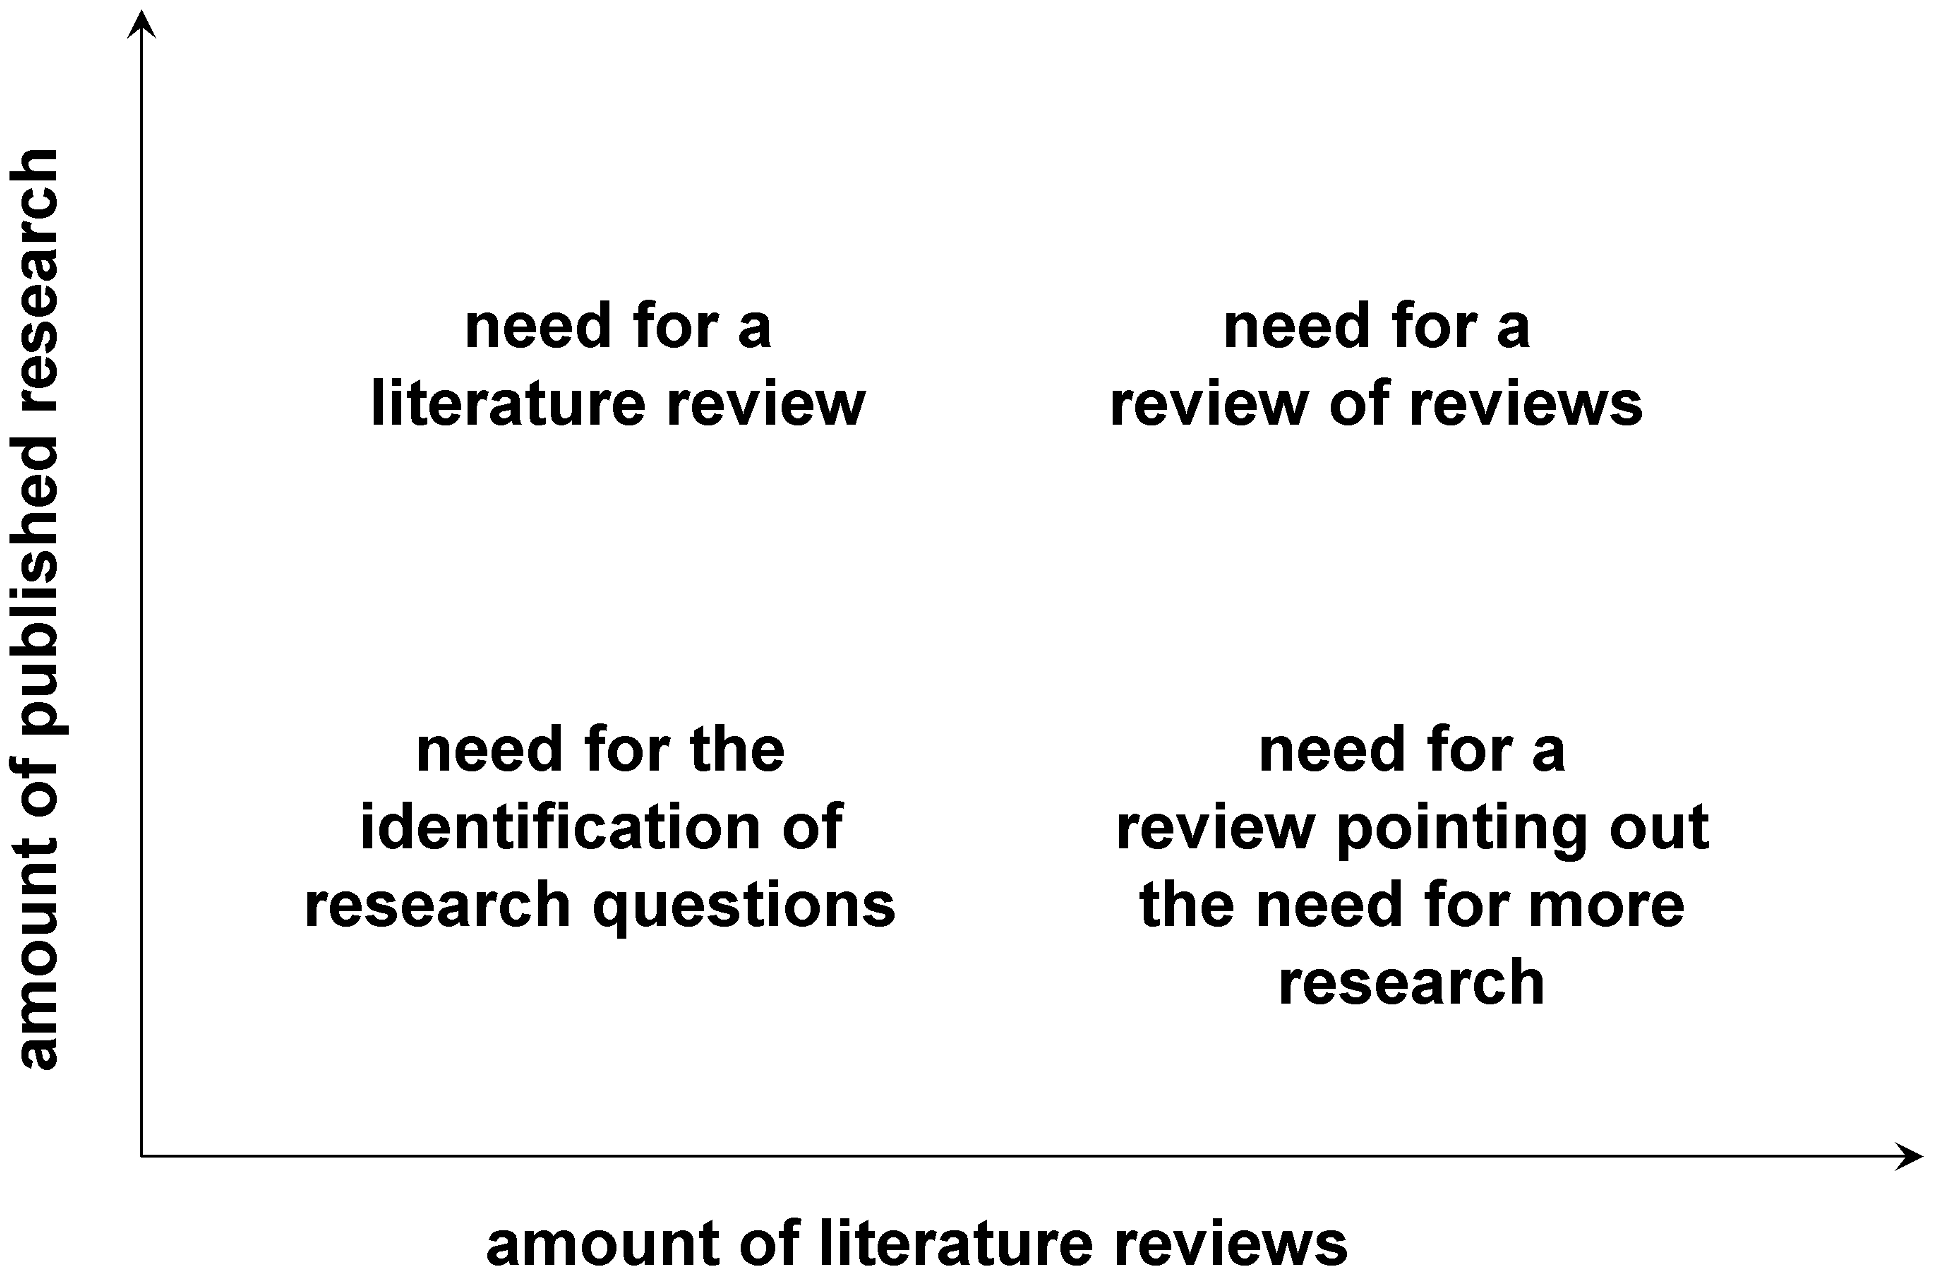 amount of published research
need for a
literature review
need for a
review of reviews
need for the
identification of
research questions
need for a
review pointing out
the need for more
research
amount of literature reviews